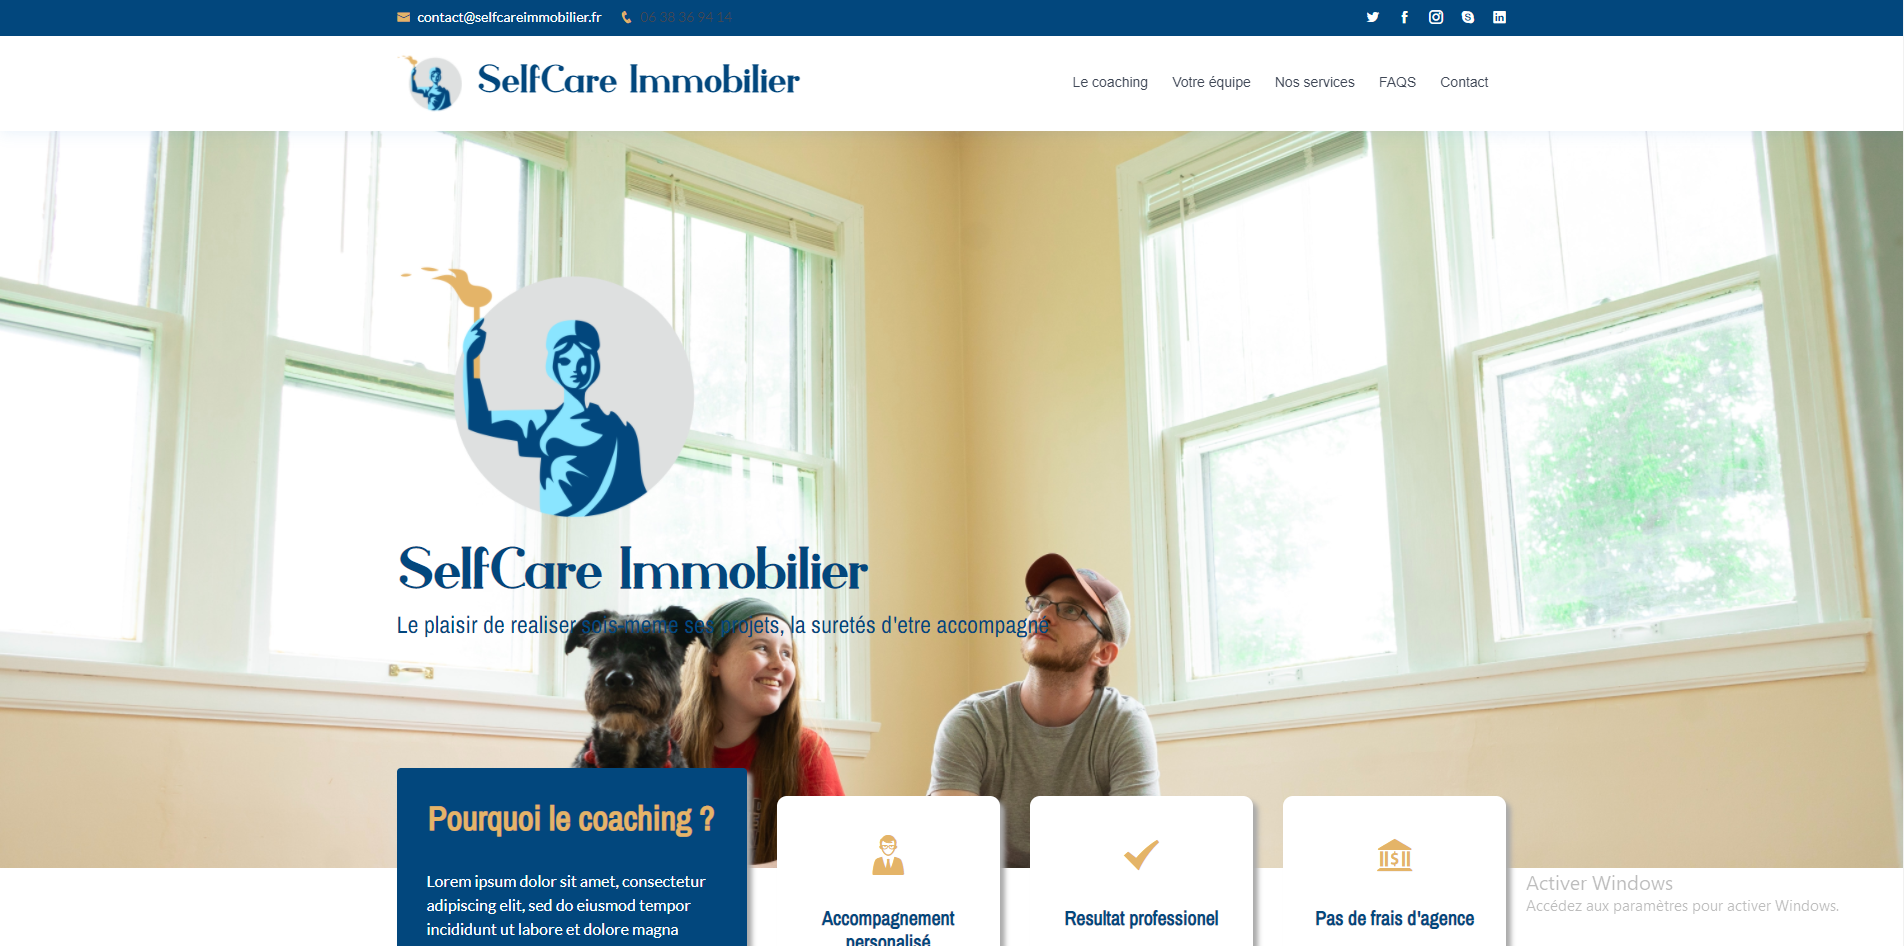 contact@selfcareimmobilier.fr 06 38 36 94 14
SelfCare Immobilier
Le coaching Votre équipe Nos services FAQS Contact
SelfCare Immobilier
Le plaisir de realiser sois-meme ses projets, la suretés d'etre accompagné
Pourquoi le coaching ?
Lorem ipsum dolor sit amet, consectetur
adipiscing elit, sed do eiusmod tempor
incididunt ut labore et dolore magna
Accompagnement
personalisé
Resultat professionel
Pas de frais d'agence
Activer Windows
Accédez aux paramètres pour activer Windows.